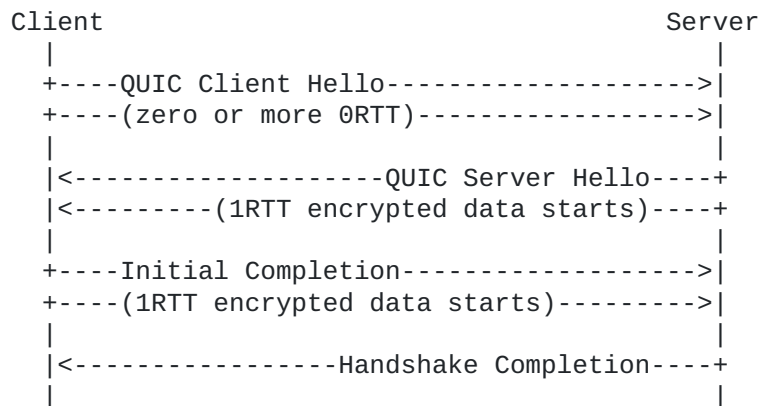 Client                                  Server
  |                                       |
  +----QUIC Client Hello----------------->|
  +----(zero or more 0RTT)--------------->|
  |                                       |
  |<------------------QUIC Server Hello----+
  |<---------(1RTT encrypted data starts)----+
  |                                       |
  +----Initial Completion---------------->|
  +----(1RTT encrypted data starts)------>|
  |                                       |
  |<----------------Handshake Completion----+
  |                                       |